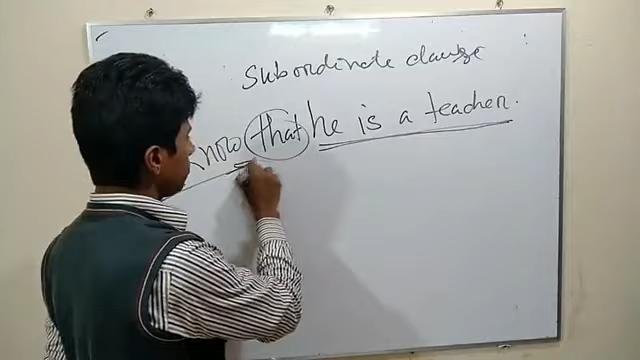 Subordinate clause
know that he is a teacher.